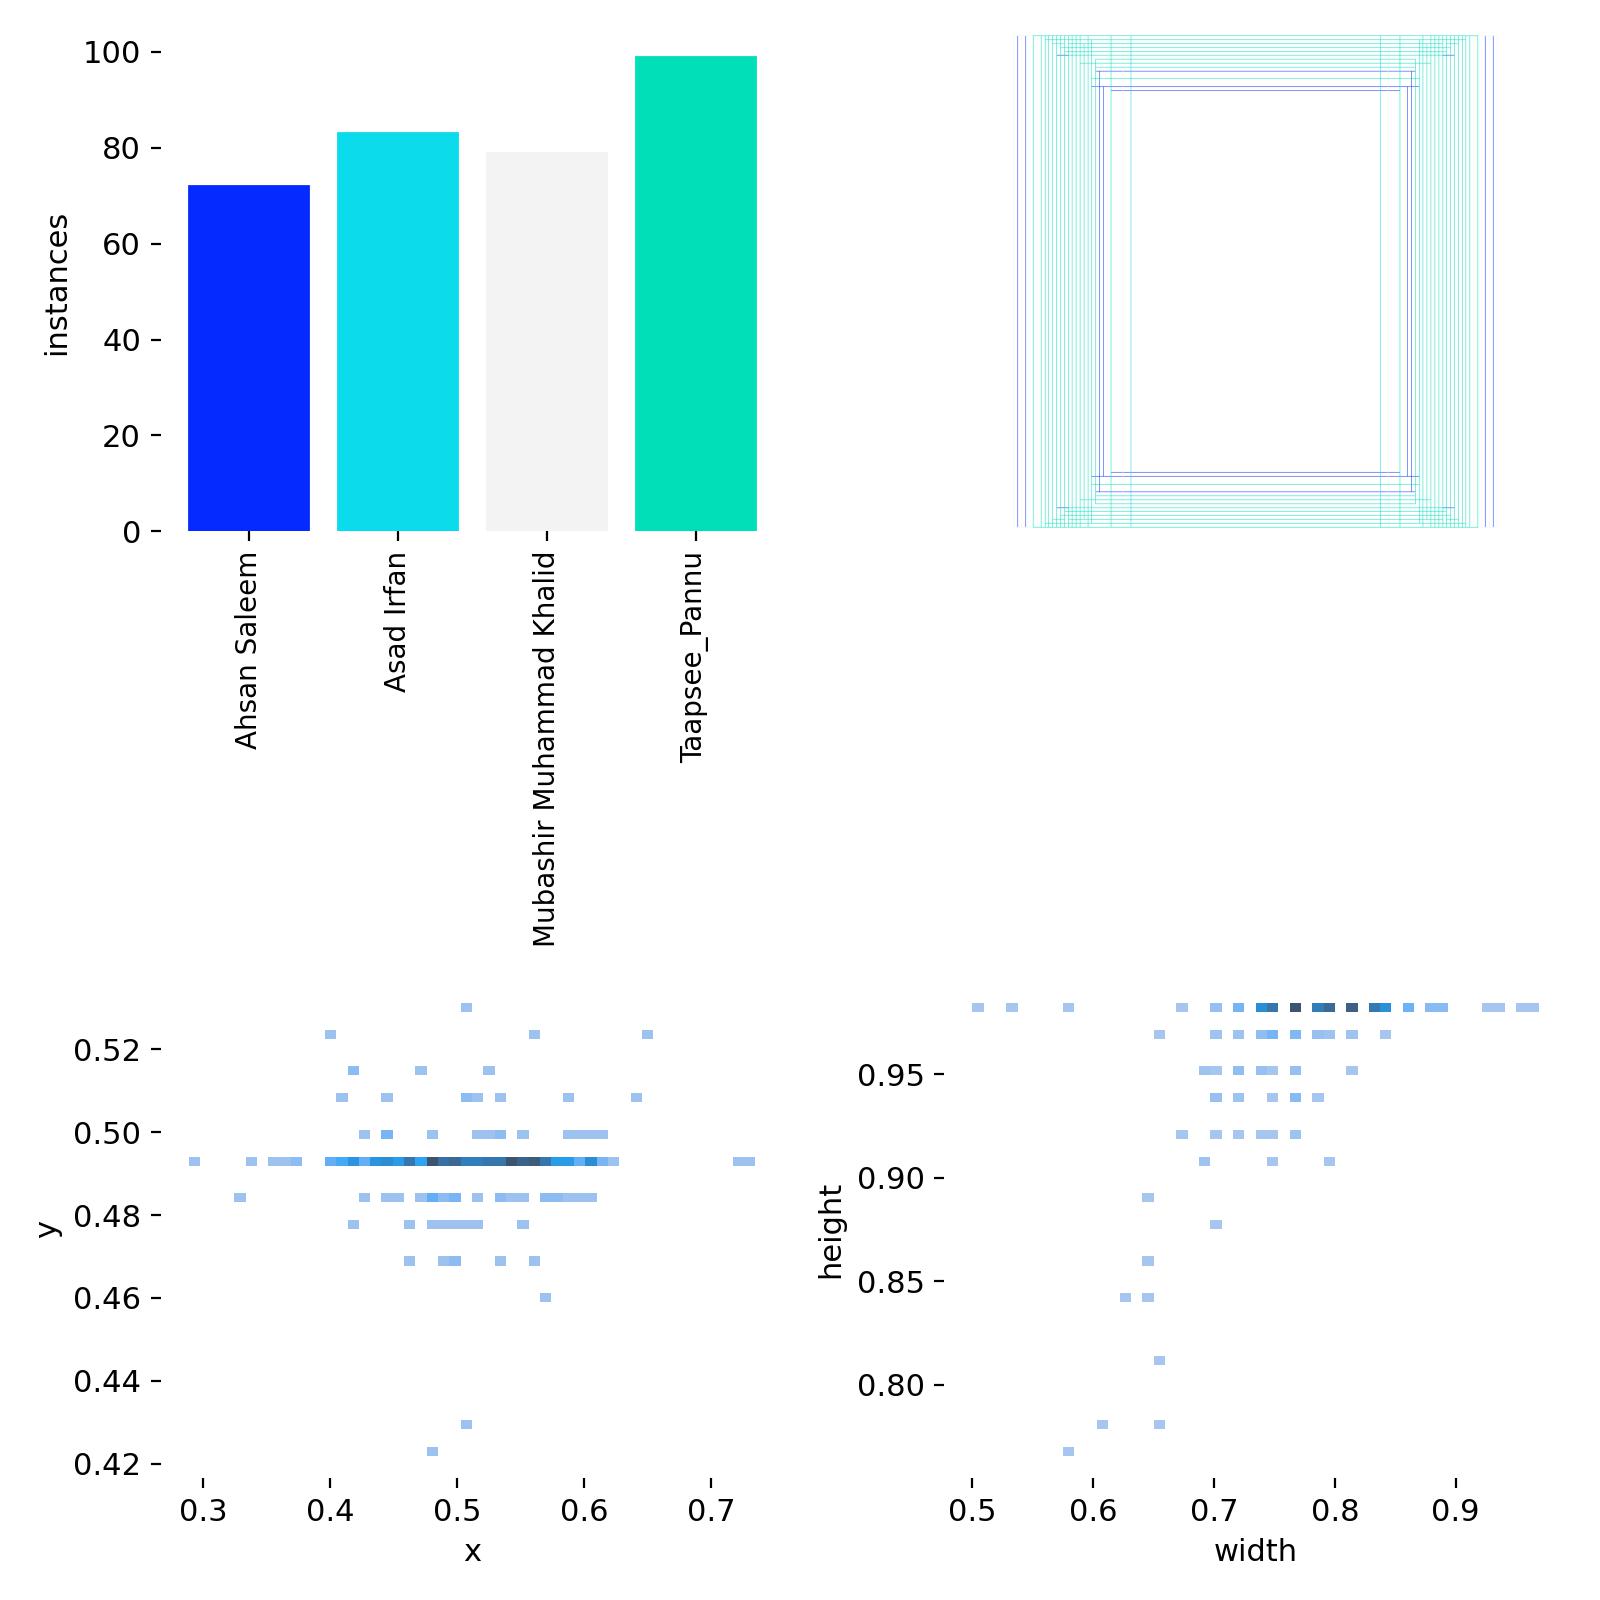 100
80
60
40
20
0
instances
Ahsan Saleem
Asad Irfan
Mubashir Muhammad Khalid
Taapsee_Pannu
0.52
0.50
0.48
0.46
0.44
0.42
y
0.3 0.4 0.5 0.6 0.7
x
0.95
0.90
0.85
0.80
height
0.5 0.6 0.7 0.8 0.9
width